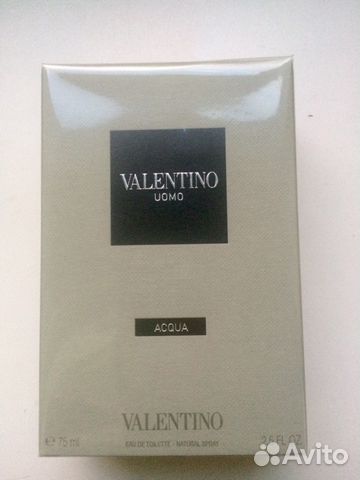 VALENTINO
UOMO
ACQUA
VALENTINO
EAU DE TOILETTE - NATURAL SPRAY
e 75 ml
2.5 FL.OZ.
Avito